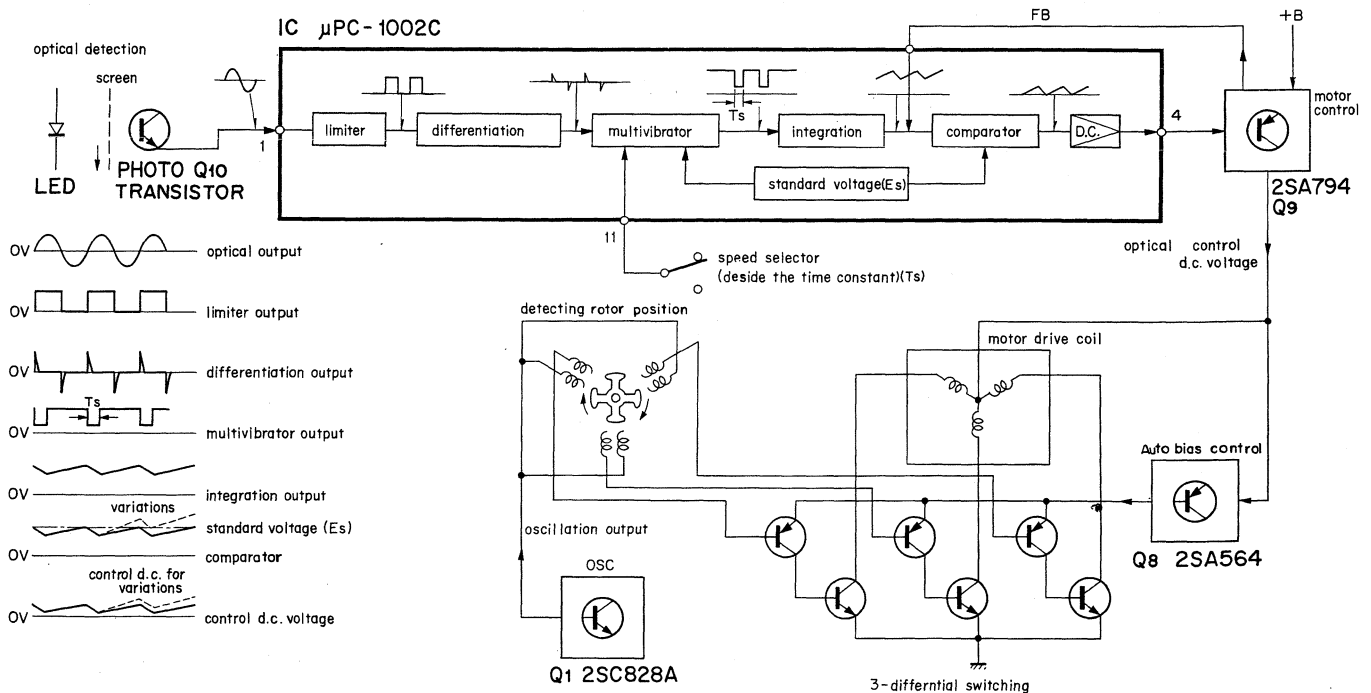 IC μPC-1002C
FB
+B
optical detection
screen
limiter
differentiation
multivibrator
Ts
integration
comparator
D.C.
1
4
motor
control
LED
PHOTO Q10
TRANSISTOR
standard voltage(Es)
2SA794
Q9
11
speed selector
(deside the time constant)(Ts)
optical control
d.c. voltage
0V
optical output
0V
limiter output
0V
differentiation output
Ts
0V
multivibrator output
0V
integration output
variations
standard voltage (Es)
0V
comparator
control d.c. for
variations
0V
control d.c. voltage
detecting rotor position
motor drive coil
Auto bias control
oscillation output
OSC
Q8 2SA564
Q1 2SC828A
3-differntial switching